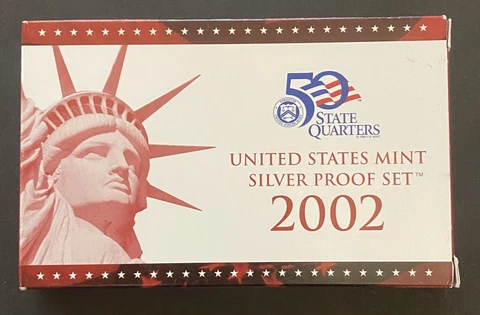 50
STATE
QUARTERS
UNITED STATES MINT
SILVER PROOF SET™
2002